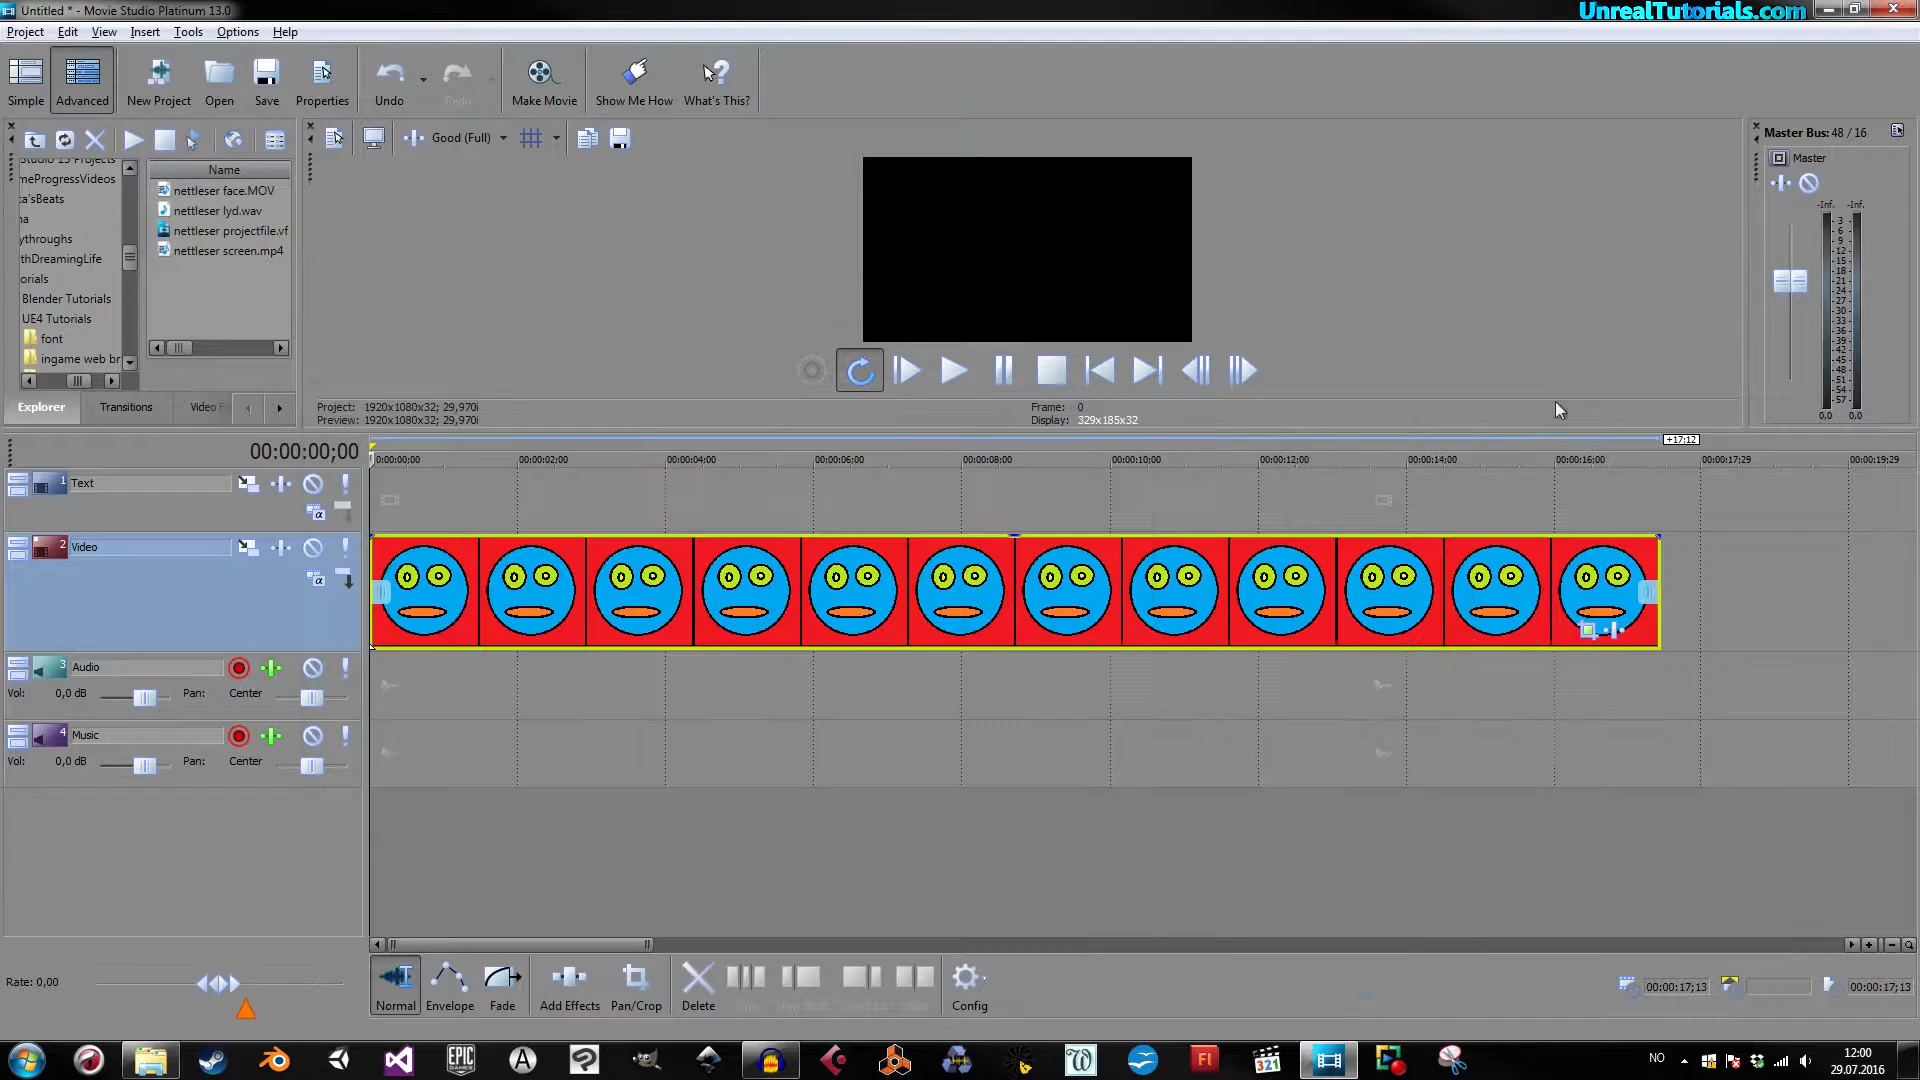 Untitled * - Movie Studio Platinum 13.0
UnrealTutorials.com
Project Edit View Insert Tools Options Help
Simple Advanced New Project Open Save Properties Undo Redo Make Movie Show Me How What's This?
Good (Full)
Master Bus: 48 / 16
Master
Name
meProgressVideos
a'sBeats
na
ythroughs
thDreamingLife
orials
Blender Tutorials
UE4 Tutorials
font
ingame web br
nettleser face.MOV
nettleser lyd.wav
nettleser projectfile.vf
nettleser screen.mp4
-Inf. -Inf.
3
6
9
12
15
18
21
24
27
30
33
36
39
42
45
48
51
54
57
0,0 0,0
Explorer Transitions Video F
Project: 1920x1080x32; 29,970i
Preview: 1920x1080x32; 29,970i
Frame: 0
Display: 329x185x32
00:00:00;00
+17;12
00:00:00;00 00:00:02;00 00:00:04;00 00:00:06;00 00:00:08;00 00:00:10;00 00:00:12;00 00:00:14;00 00:00:16;00 00:00:17;29 00:00:19;29
1 Text
2 Video
3 Audio
Vol: 0,0 dB Pan: Center
4 Music
Vol: 0,0 dB Pan: Center
Rate: 0,00
Normal Envelope Fade Add Effects Pan/Crop Delete Config
00:00:17;13 00:00:17;13
EPIC GAMES
A
W
Fl
321
NO
12:00
29.07.2016